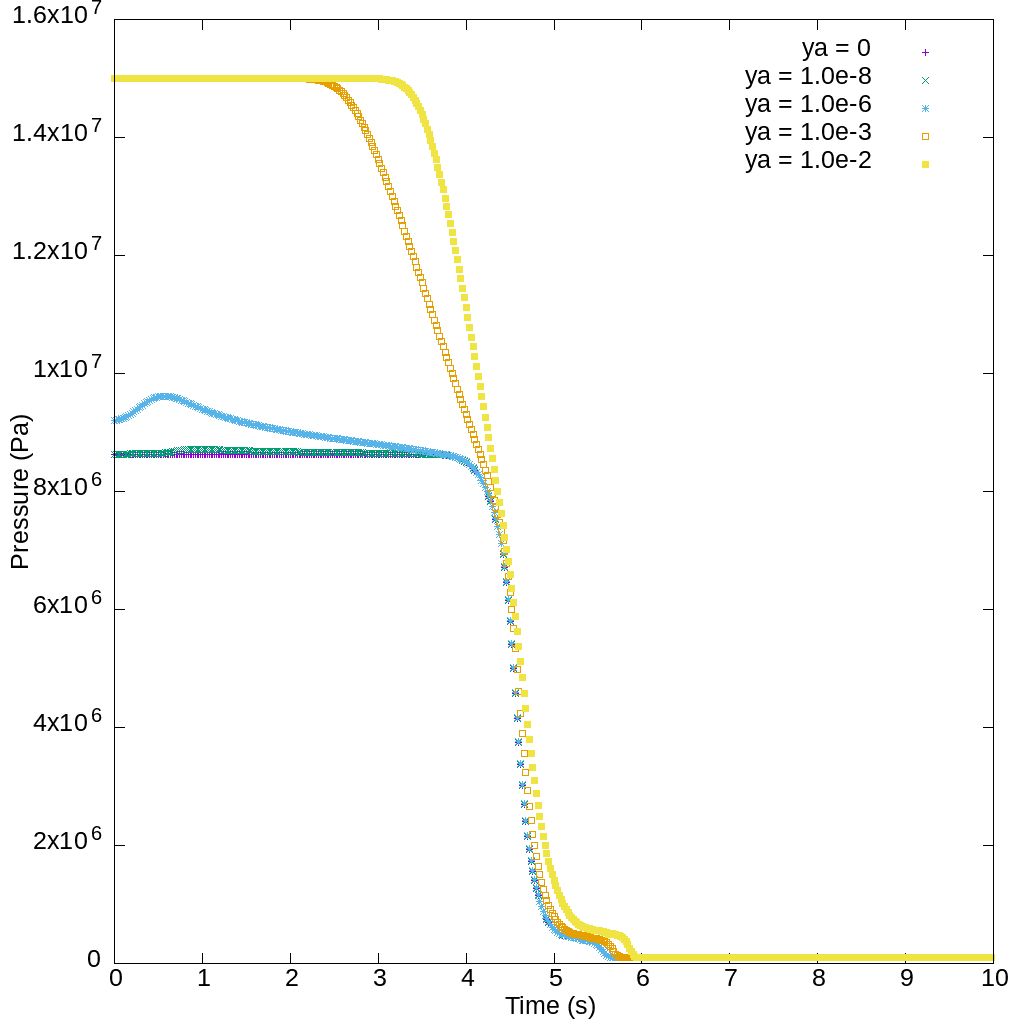 1.6x10^7
1.4x10^7
1.2x10^7
1x10^7
8x10^6
6x10^6
4x10^6
2x10^6
0
Pressure (Pa)
ya = 0
ya = 1.0e-8
ya = 1.0e-6
ya = 1.0e-3
ya = 1.0e-2
0 1 2 3 4 5 6 7 8 9 10
Time (s)